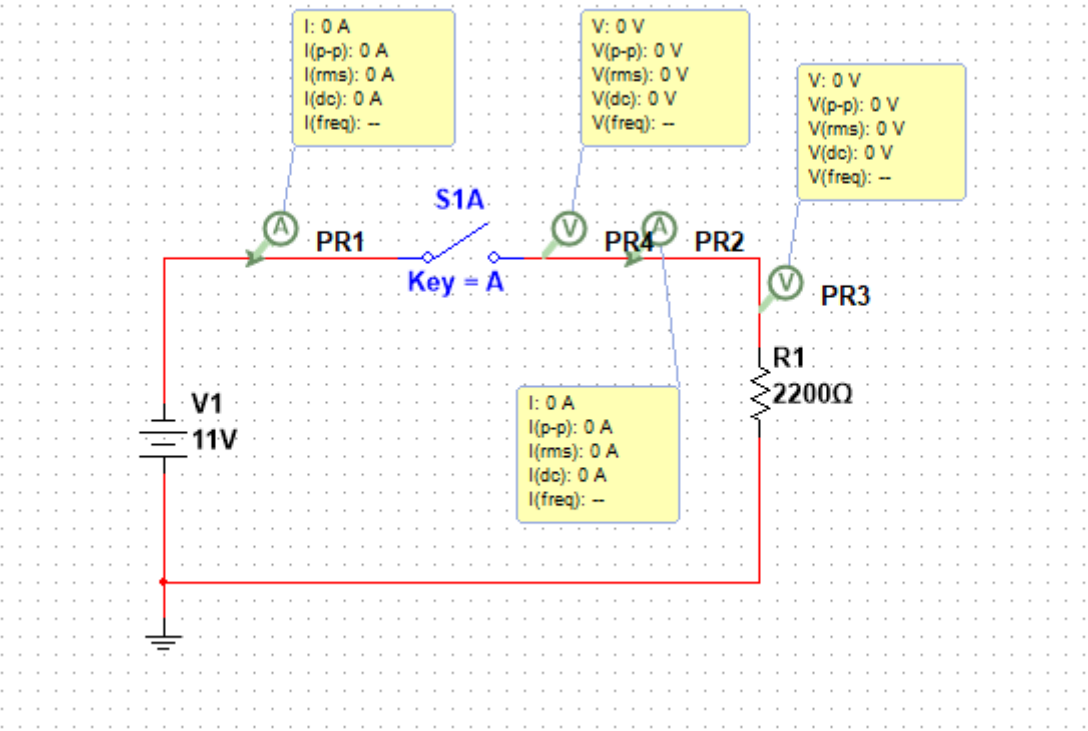 I: 0 A
I(p-p): 0 A
I(rms): 0 A
I(dc): 0 A
I(freq): --
V: 0 V
V(p-p): 0 V
V(rms): 0 V
V(dc): 0 V
V(freq): --
V: 0 V
V(p-p): 0 V
V(rms): 0 V
V(dc): 0 V
V(freq): --
S1A
A
PR1
V
PR4
A
PR2
Key = A
V
PR3
R1
2200Ω
V1
11V
I: 0 A
I(p-p): 0 A
I(rms): 0 A
I(dc): 0 A
I(freq): --